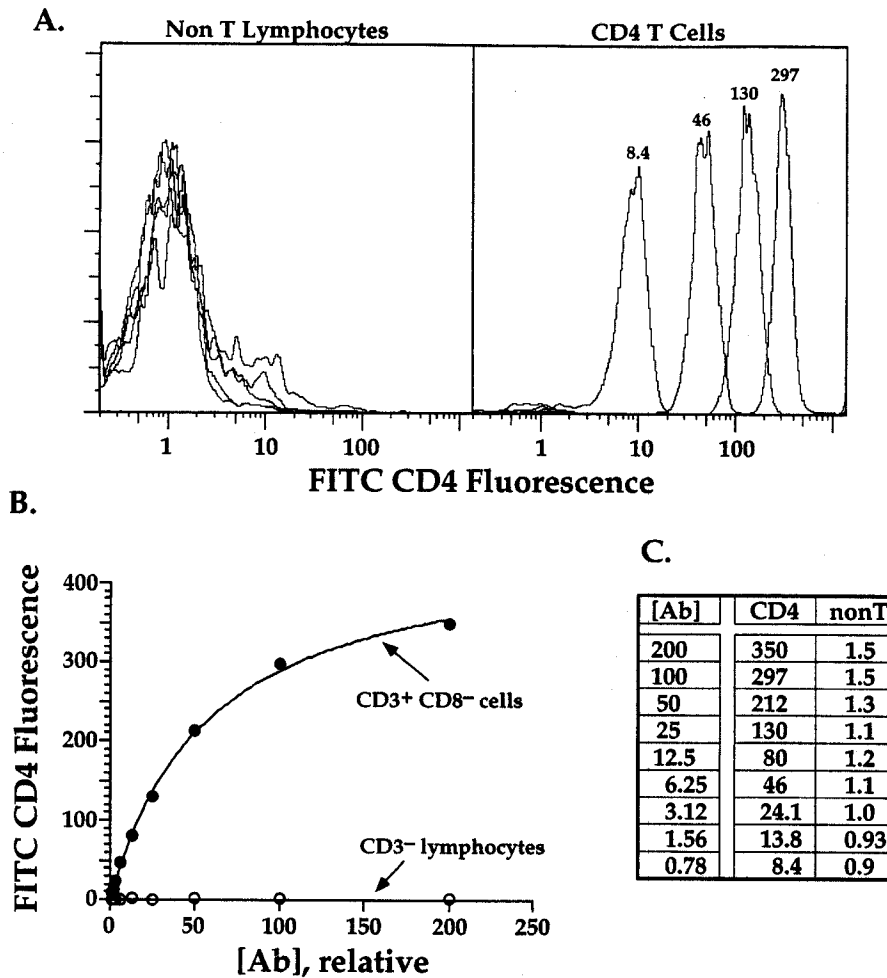 A.
Non T Lymphocytes
CD4 T Cells
8.4
46
130
297
1 10 100
1 10 100
FITC CD4 Fluorescence
B.
FITC CD4 Fluorescence
400
300
200
100
0
0 50 100 150 200 250
[Ab], relative
CD3+ CD8− cells
CD3− lymphocytes
C.
[Ab] CD4 nonT
200 350 1.5
100 297 1.5
50 212 1.3
25 130 1.1
12.5 80 1.2
6.25 46 1.1
3.12 24.1 1.0
1.56 13.8 0.93
0.78 8.4 0.9